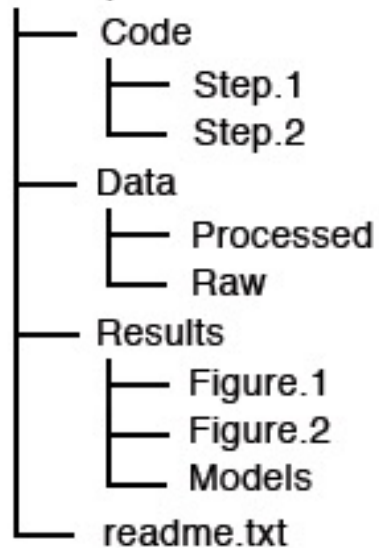 Code
Step.1
Step.2
Data
Processed
Raw
Results
Figure.1
Figure.2
Models
readme.txt